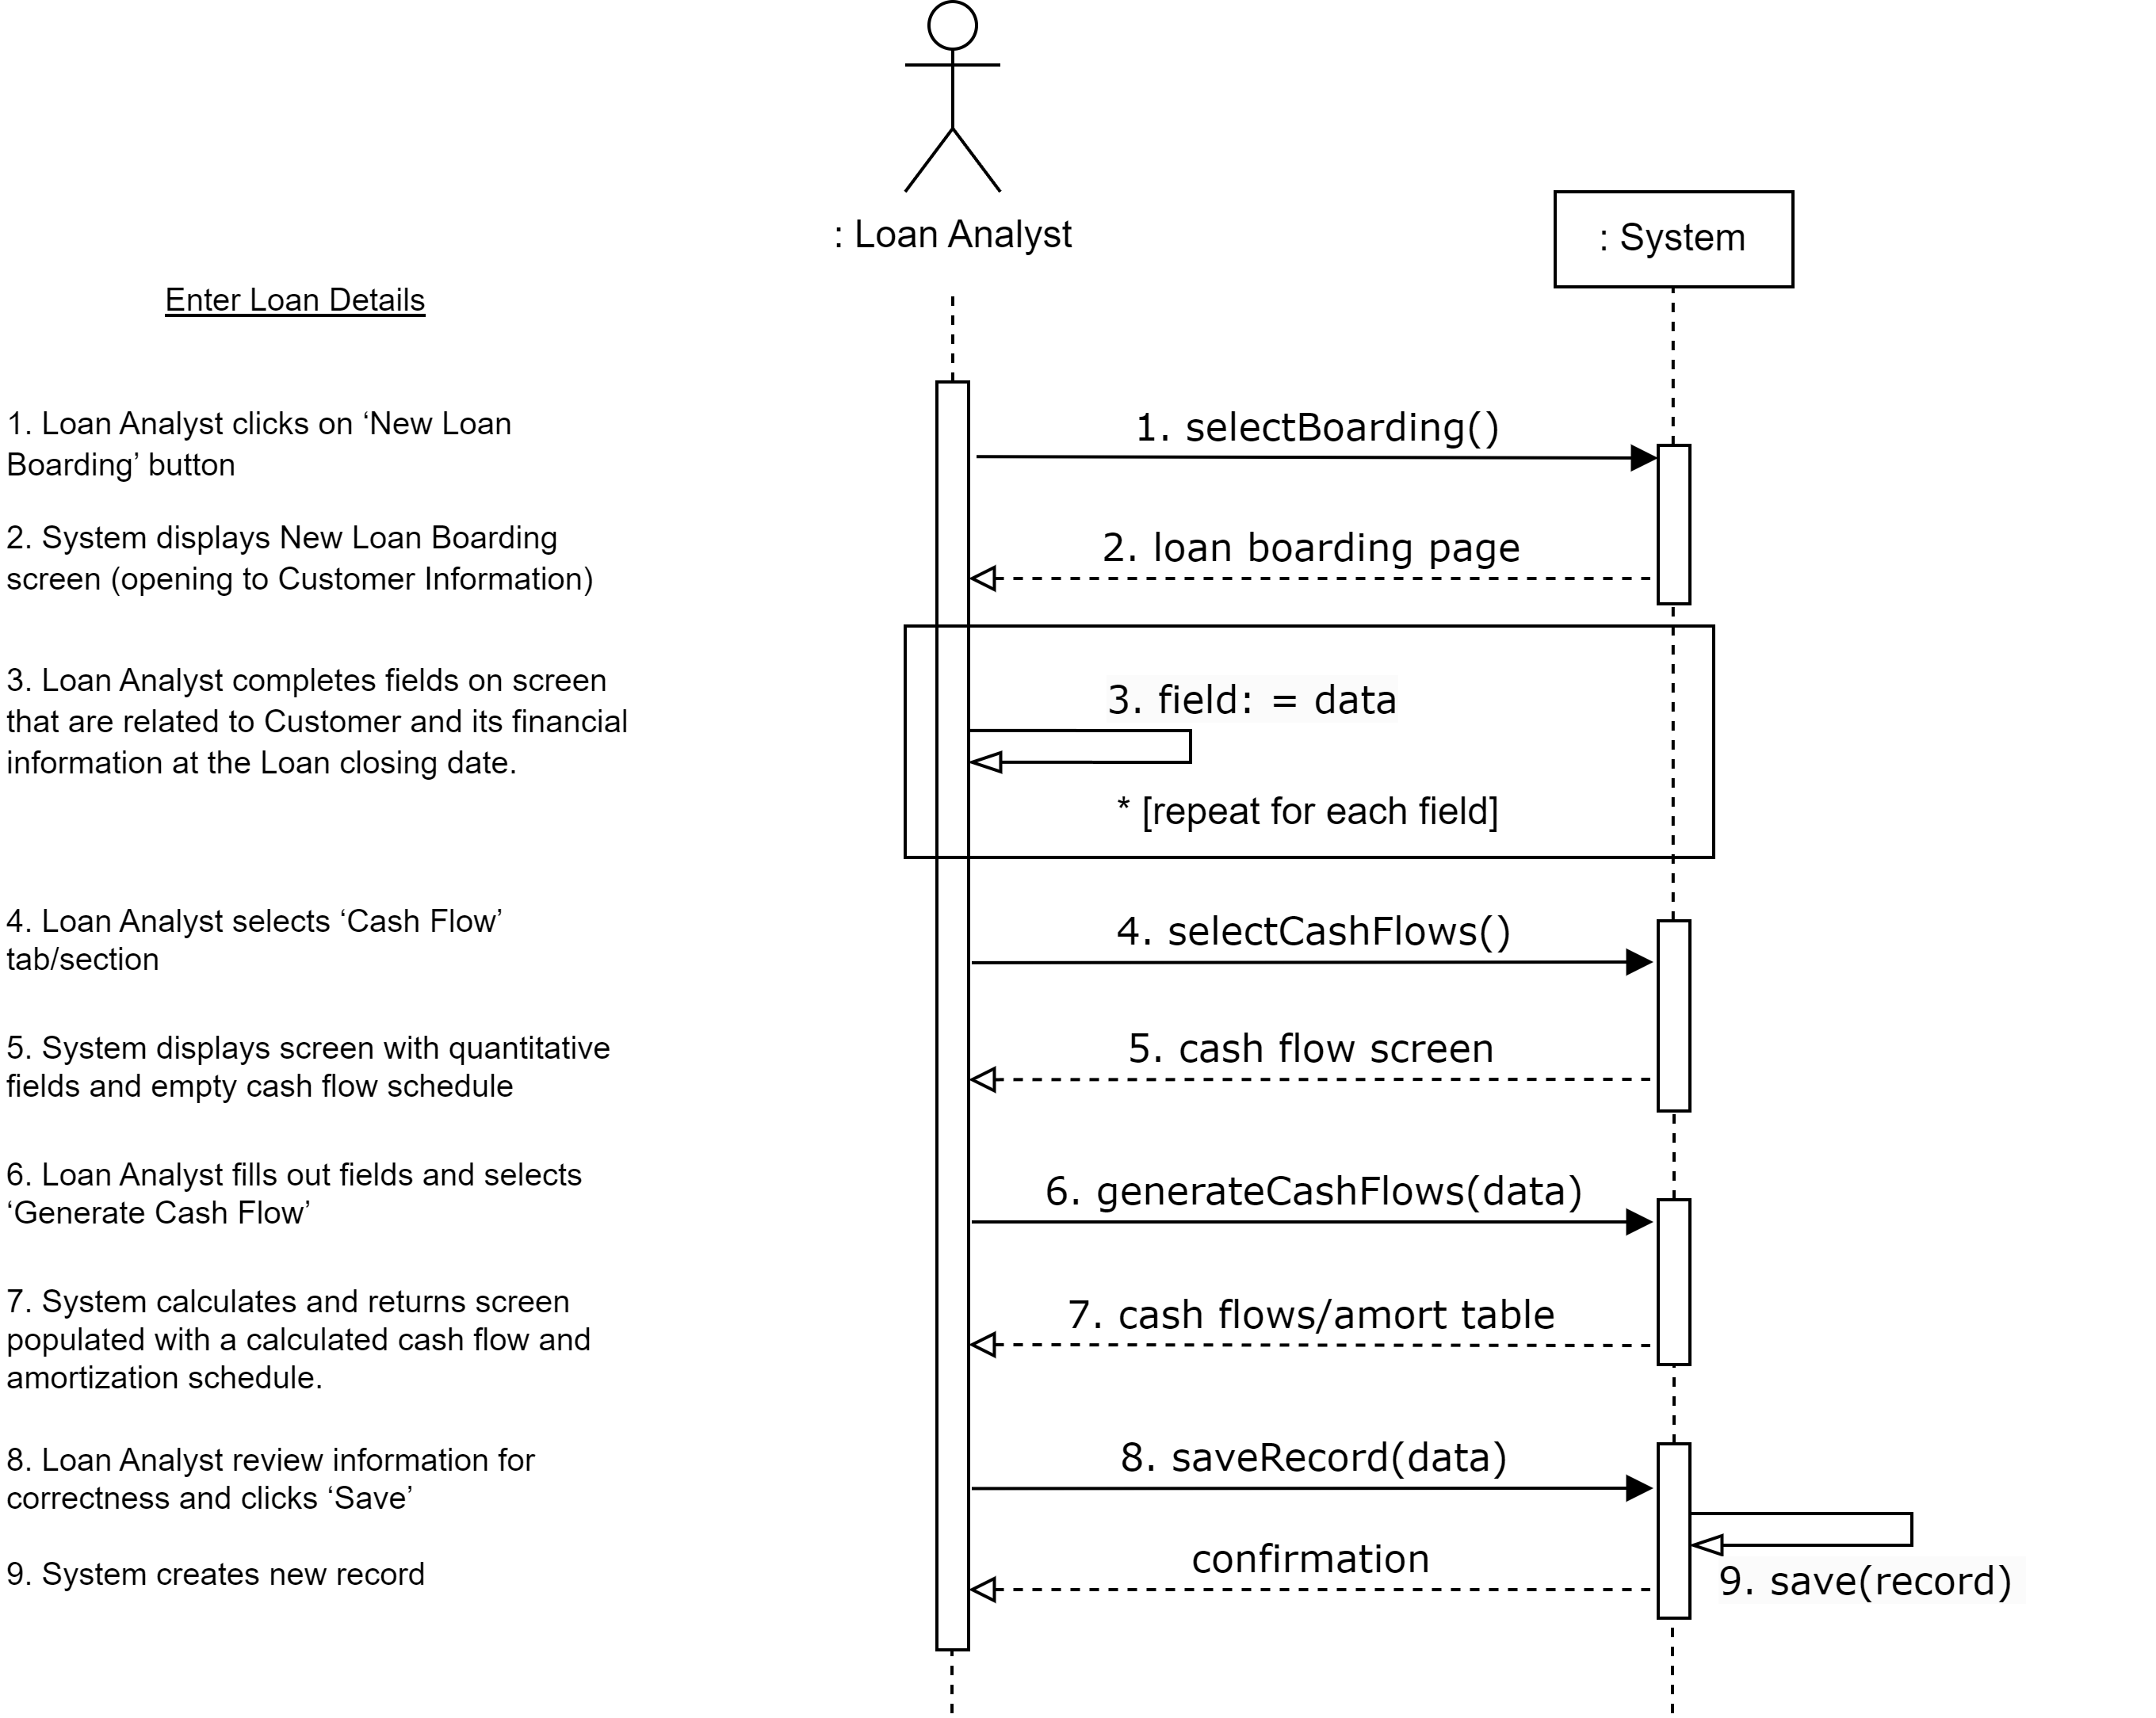 : Loan Analyst
: System
Enter Loan Details
1. Loan Analyst clicks on ‘New Loan
Boarding’ button
1. selectBoarding()
2. System displays New Loan Boarding
screen (opening to Customer Information)
2. loan boarding page
3. Loan Analyst completes fields on screen
that are related to Customer and its financial
information at the Loan closing date.
3. field: = data
* [repeat for each field]
4. Loan Analyst selects ‘Cash Flow’
tab/section
4. selectCashFlows()
5. System displays screen with quantitative
fields and empty cash flow schedule
5. cash flow screen
6. Loan Analyst fills out fields and selects
‘Generate Cash Flow’
6. generateCashFlows(data)
7. System calculates and returns screen
populated with a calculated cash flow and
amortization schedule.
7. cash flows/amort table
8. Loan Analyst review information for
correctness and clicks ‘Save’
8. saveRecord(data)
9. System creates new record
confirmation
9. save(record)